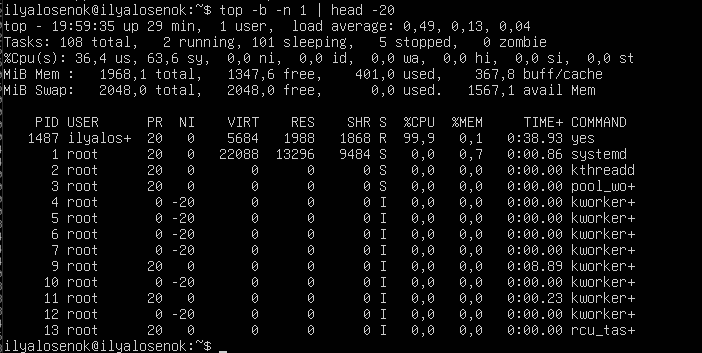 ilyalosenok@ilyalosenok:~$ top -b -n 1 | head -20
top - 19:59:35 up 29 min,  1 user,  load average: 0,49, 0,13, 0,04
Tasks: 108 total,   2 running, 101 sleeping,   5 stopped,   0 zombie
%Cpu(s): 36,4 us, 63,6 sy,  0,0 ni,  0,0 id,  0,0 wa,  0,0 hi,  0,0 si,  0,0 st
MiB Mem :   1968,1 total,   1347,6 free,    401,0 used,    367,8 buff/cache
MiB Swap:   2048,0 total,   2048,0 free,      0,0 used.   1567,1 avail Mem
PID USER      PR  NI    VIRT    RES    SHR S  %CPU  %MEM     TIME+ COMMAND
1487 ilyalos+  20   0    5684   1988   1868 R  99,9   0,1   0:38.93 yes
1 root      20   0   22088  13296   9484 S   0,0   0,7   0:00.86 systemd
2 root      20   0       0      0      0 S   0,0   0,0   0:00.00 kthreadd
3 root      20   0       0      0      0 S   0,0   0,0   0:00.00 pool_wo+
4 root       0 -20       0      0      0 I   0,0   0,0   0:00.00 kworker+
5 root       0 -20       0      0      0 I   0,0   0,0   0:00.00 kworker+
6 root       0 -20       0      0      0 I   0,0   0,0   0:00.00 kworker+
7 root       0 -20       0      0      0 I   0,0   0,0   0:00.00 kworker+
9 root      20   0       0      0      0 I   0,0   0,0   0:08.89 kworker+
10 root       0 -20       0      0      0 I   0,0   0,0   0:00.00 kworker+
11 root      20   0       0      0      0 I   0,0   0,0   0:00.23 kworker+
12 root       0 -20       0      0      0 I   0,0   0,0   0:00.00 kworker+
13 root      20   0       0      0      0 I   0,0   0,0   0:00.00 rcu_tas+
ilyalosenok@ilyalosenok:~$ _